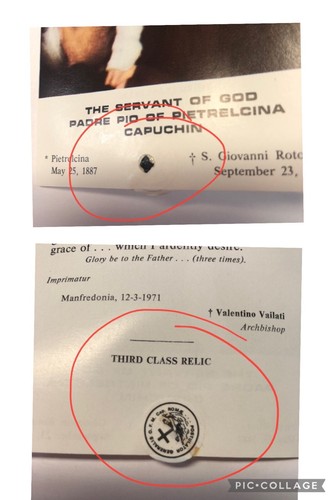 THE SERVANT OF GOD
PADRE PIO OF PIETRELCINA
CAPUCHIN
* Pietrelcina
May 25, 1887
† S. Giovanni Roto
September 23,
grace of . . . which I ardently desire.
Glory be to the Father . . . (three times).
Imprimatur
Manfredonia, 12-3-1971
† Valentino Vailati
Archbishop
THIRD CLASS RELIC
PIC•COLLAGE